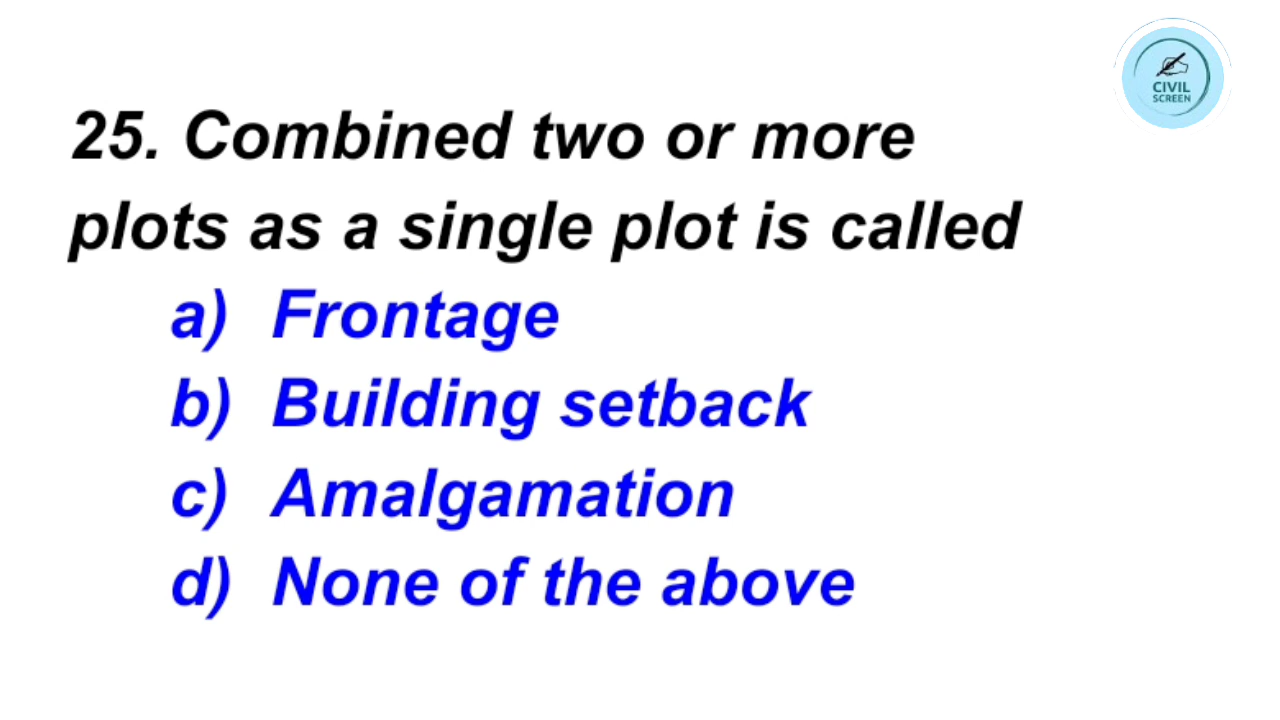 CIVIL
SCREEN
25. Combined two or more
plots as a single plot is called
a) Frontage
b) Building setback
c) Amalgamation
d) None of the above